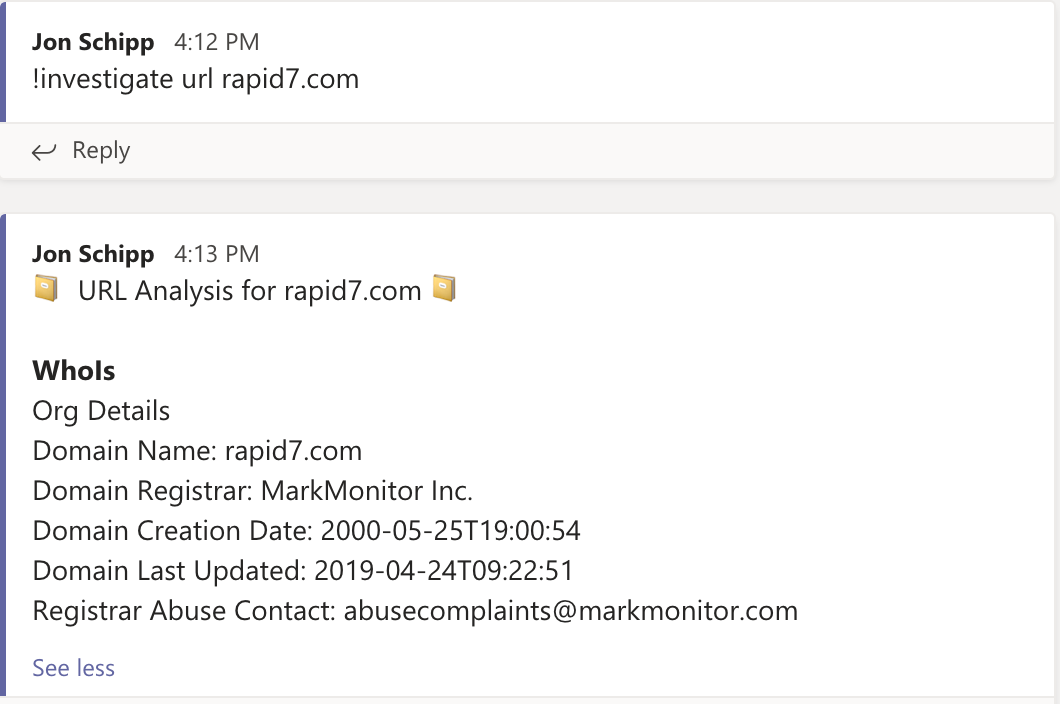 Jon Schipp 4:12 PM
!investigate url rapid7.com
Reply
Jon Schipp 4:13 PM
URL Analysis for rapid7.com
WhoIs
Org Details
Domain Name: rapid7.com
Domain Registrar: MarkMonitor Inc.
Domain Creation Date: 2000-05-25T19:00:54
Domain Last Updated: 2019-04-24T09:22:51
Registrar Abuse Contact: abusecomplaints@markmonitor.com
See less